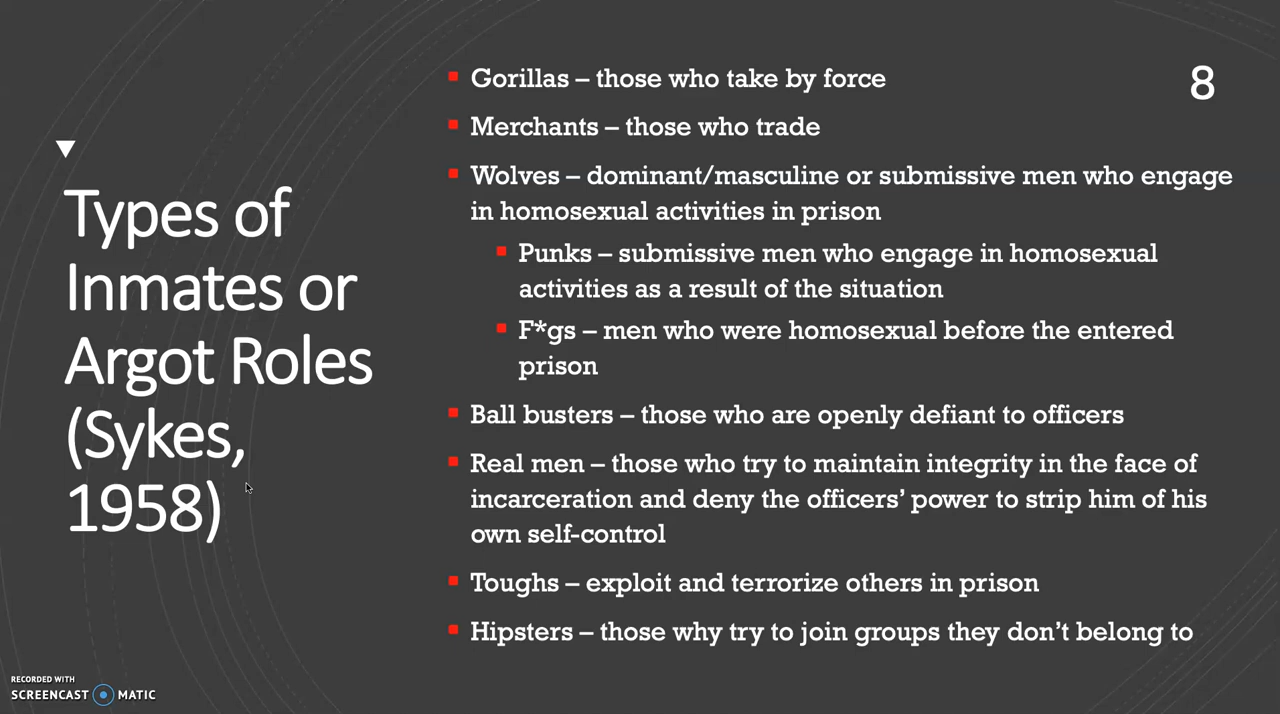 Types of
Inmates or
Argot Roles
(Sykes,
1958)
8
Gorillas – those who take by force
Merchants – those who trade
Wolves – dominant/masculine or submissive men who engage
in homosexual activities in prison
Punks – submissive men who engage in homosexual
activities as a result of the situation
F*gs – men who were homosexual before the entered
prison
Ball busters – those who are openly defiant to officers
Real men – those who try to maintain integrity in the face of
incarceration and deny the officers’ power to strip him of his
own self-control
Toughs – exploit and terrorize others in prison
Hipsters – those why try to join groups they don’t belong to
RECORDED WITH
SCREENCAST MATIC